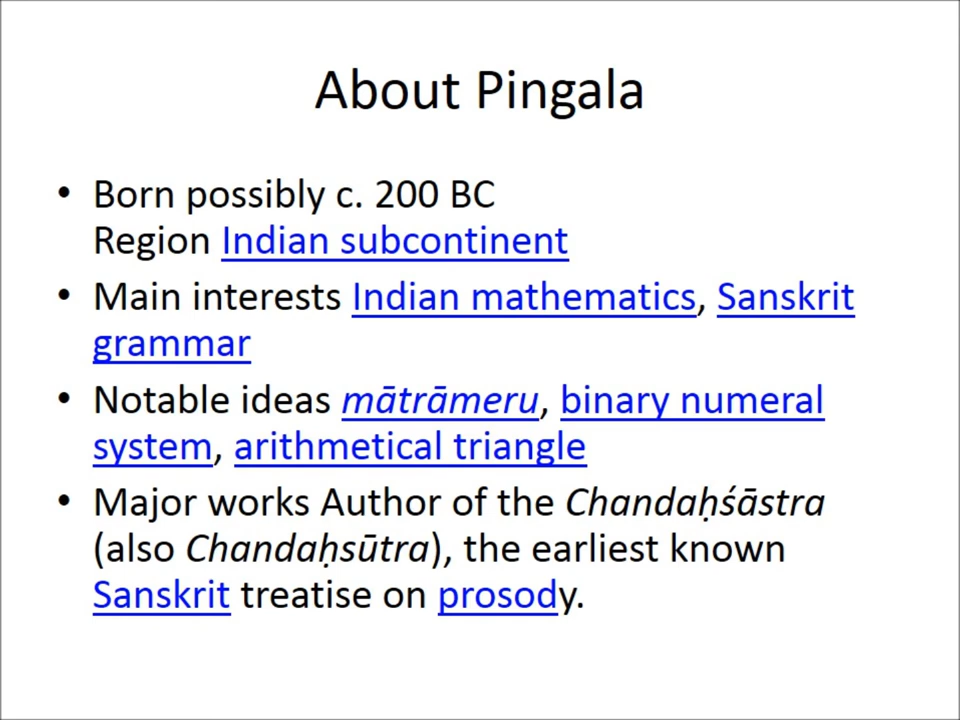 About Pingala
• Born possibly c. 200 BC
Region Indian subcontinent
• Main interests Indian mathematics, Sanskrit
grammar
• Notable ideas mātrāmeru, binary numeral
system, arithmetical triangle
• Major works Author of the Chandaḥśāstra
(also Chandaḥsūtra), the earliest known
Sanskrit treatise on prosody.